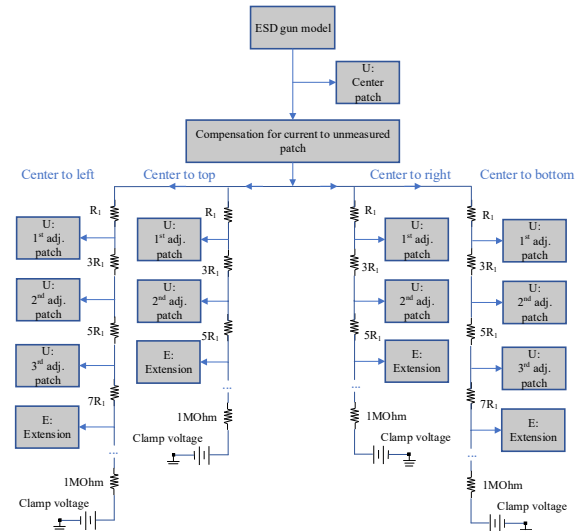 ESD gun model
U:
Center
patch
Compensation for current to unmeasured
patch
Center to left
Center to top
Center to right
Center to bottom
R₁
U:
1st adj.
patch
3R₁
U:
2nd adj.
patch
5R₁
U:
3rd adj.
patch
7R₁
E:
Extension
...
1MOhm
Clamp voltage
R₁
U:
1st adj.
patch
3R₁
U:
2nd adj.
patch
5R₁
E:
Extension
...
1MOhm
Clamp voltage
R₁
U:
1st adj.
patch
3R₁
U:
2nd adj.
patch
5R₁
E:
Extension
...
1MOhm
Clamp voltage
R₁
U:
1st adj.
patch
3R₁
U:
2nd adj.
patch
5R₁
U:
3rd adj.
patch
7R₁
E:
Extension
...
1MOhm
Clamp voltage